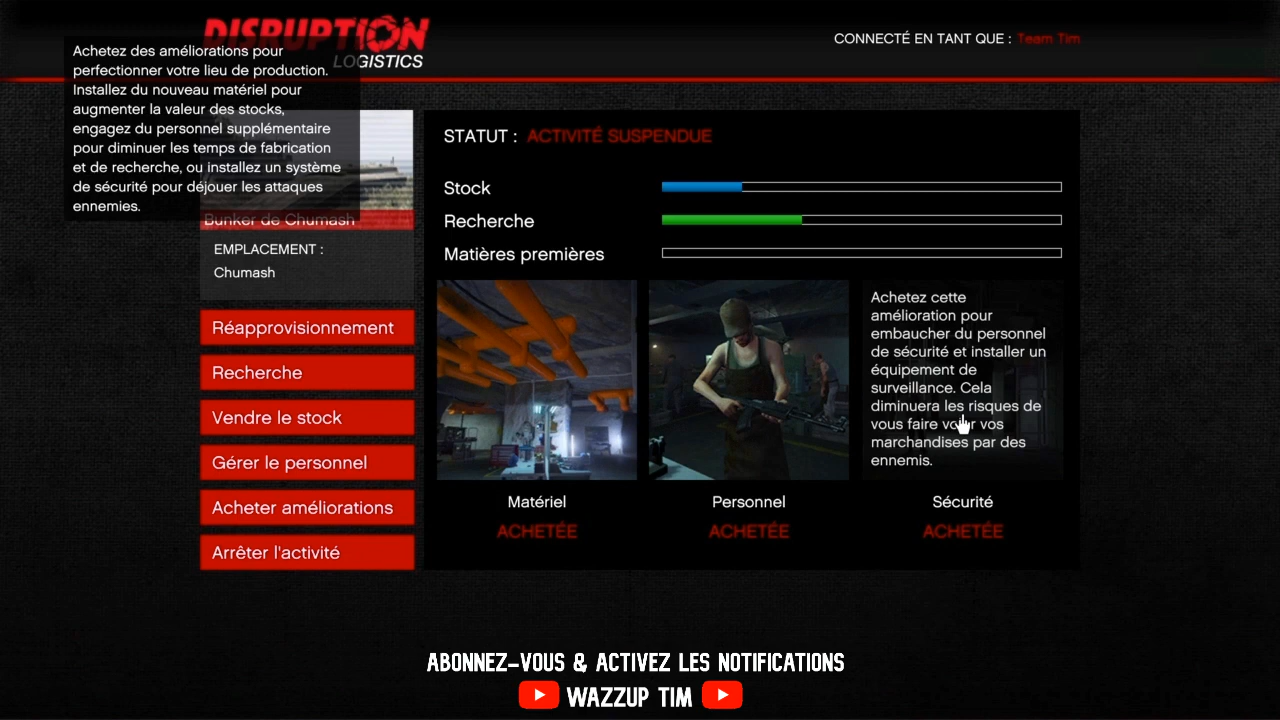 DISRUPTION
LOGISTICS
CONNECTÉ EN TANT QUE : Team Tim
Achetez des améliorations pour
perfectionner votre lieu de production.
Installez du nouveau matériel pour
augmenter la valeur des stocks,
engagez du personnel supplémentaire
pour diminuer les temps de fabrication
et de recherche, ou installez un système
de sécurité pour déjouer les attaques
ennemies.
Bunker de Chumash
EMPLACEMENT :
Chumash
Réapprovisionnement
Recherche
Vendre le stock
Gérer le personnel
Acheter améliorations
Arrêter l'activité
STATUT : ACTIVITÉ SUSPENDUE
Stock
Recherche
Matières premières
Achetez cette
amélioration pour
embaucher du personnel
de sécurité et installer un
équipement de
surveillance. Cela
diminuera les risques de
vous faire voler vos
marchandises par des
ennemis.
Matériel
ACHETÉE
Personnel
ACHETÉE
Sécurité
ACHETÉE
ABONNEZ-VOUS & ACTIVEZ LES NOTIFICATIONS
WAZZUP TIM